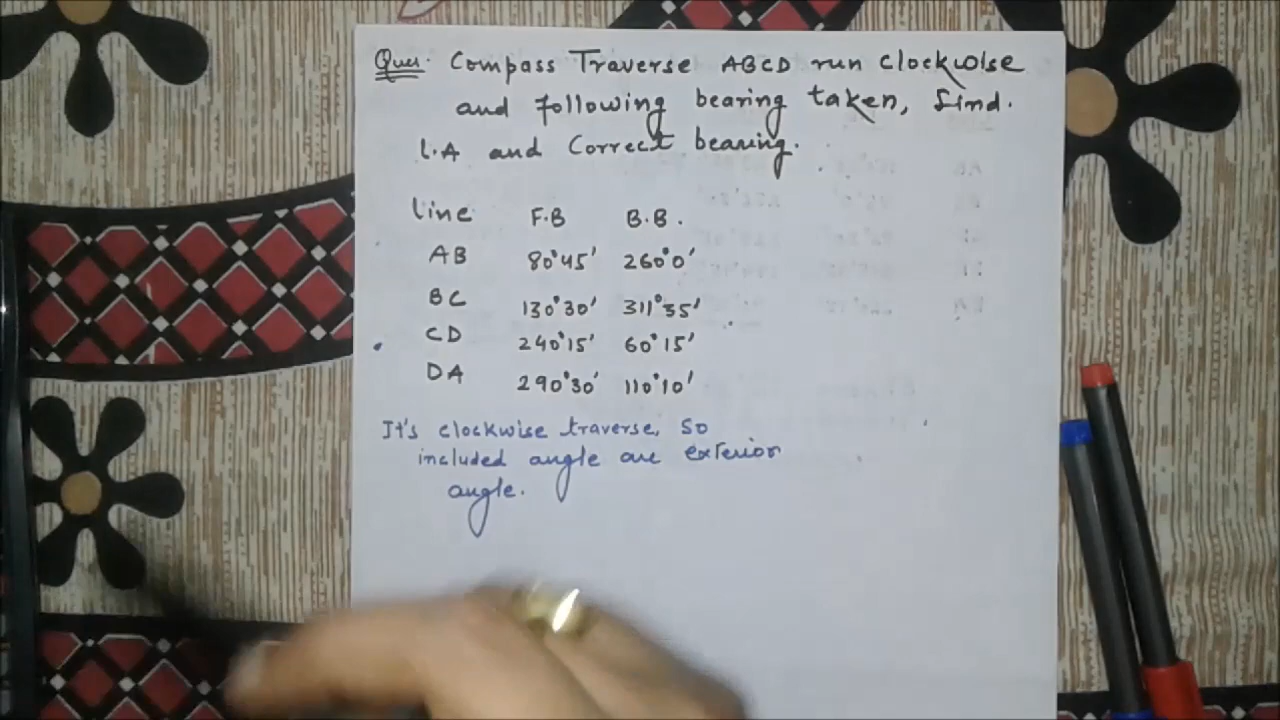 Ques. Compass Traverse ABCD run clockwise
and following bearing taken, find.
l.A and Correct bearing.
line F.B B.B.
AB 80°45' 260°0'
BC 130°30' 311°35'
CD 240°15' 60°15'
DA 290°30' 110°10'
It's clockwise traverse, So
included angle are exterior
angle.